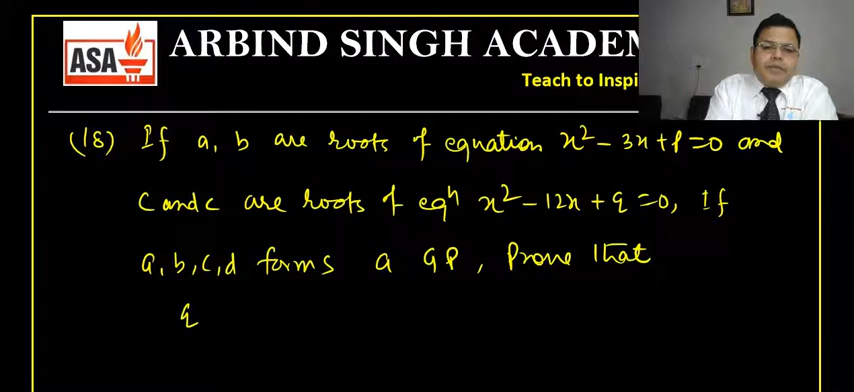 ASA
ARBIND SINGH ACADEM
Teach to Inspi
(18) If a, b are roots of equation x² - 3x + p = 0 and
c and c are roots of eqⁿ x² - 12x + q = 0, If
a, b, c, d forms a GP, Prove that
q